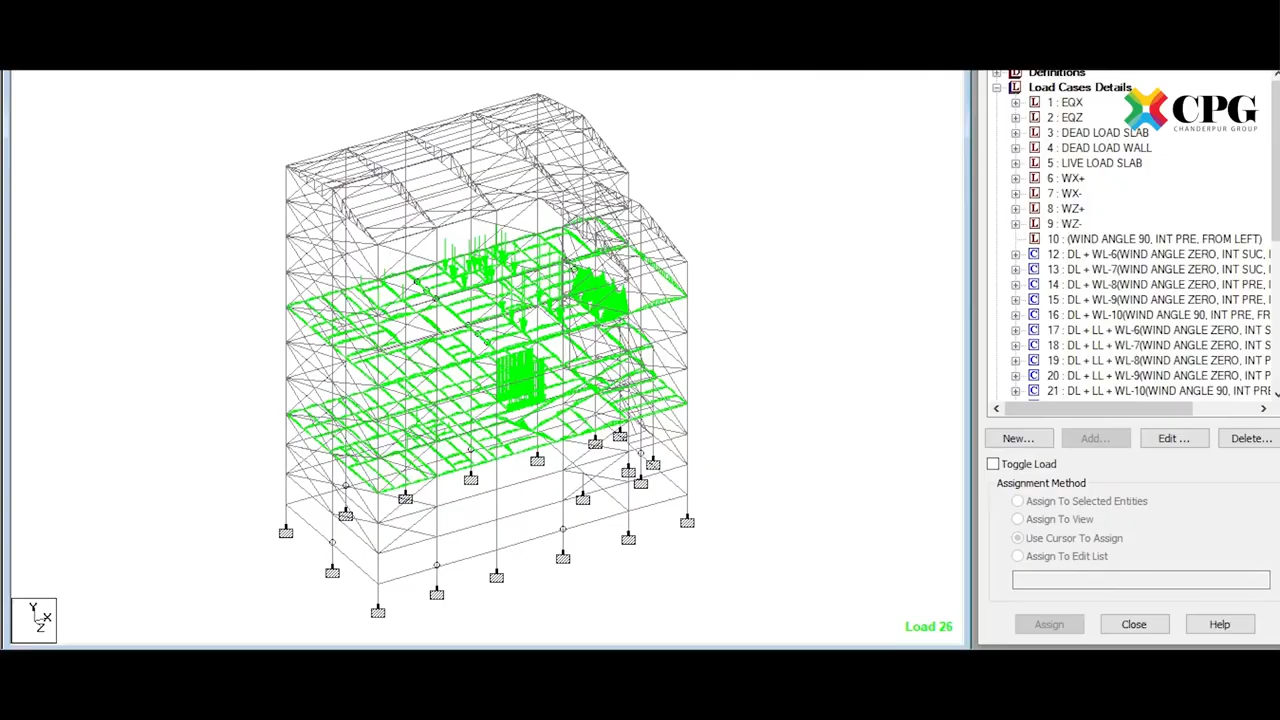 Definitions
Load Cases Details
1 : EQX
2 : EQZ
3 : DEAD LOAD SLAB
4 : DEAD LOAD WALL
5 : LIVE LOAD SLAB
6 : WX+
7 : WX-
8 : WZ+
9 : WZ-
10 : (WIND ANGLE 90, INT PRE, FROM LEFT)
12 : DL + WL-6(WIND ANGLE ZERO, INT SUC,
13 : DL + WL-7(WIND ANGLE ZERO, INT SUC,
14 : DL + WL-8(WIND ANGLE ZERO, INT PRE,
15 : DL + WL-9(WIND ANGLE ZERO, INT PRE,
16 : DL + WL-10(WIND ANGLE 90, INT PRE, FR
17 : DL + LL + WL-6(WIND ANGLE ZERO, INT S
18 : DL + LL + WL-7(WIND ANGLE ZERO, INT S
19 : DL + LL + WL-8(WIND ANGLE ZERO, INT P
20 : DL + LL + WL-9(WIND ANGLE ZERO, INT P
21 : DL + LL + WL-10(WIND ANGLE 90, INT PRE
CPG
CHANDERPUR GROUP
New...
Add...
Edit ...
Delete...
Toggle Load
Assignment Method
Assign To Selected Entities
Assign To View
Use Cursor To Assign
Assign To Edit List
Assign
Close
Help
Y
X
Z
Load 26